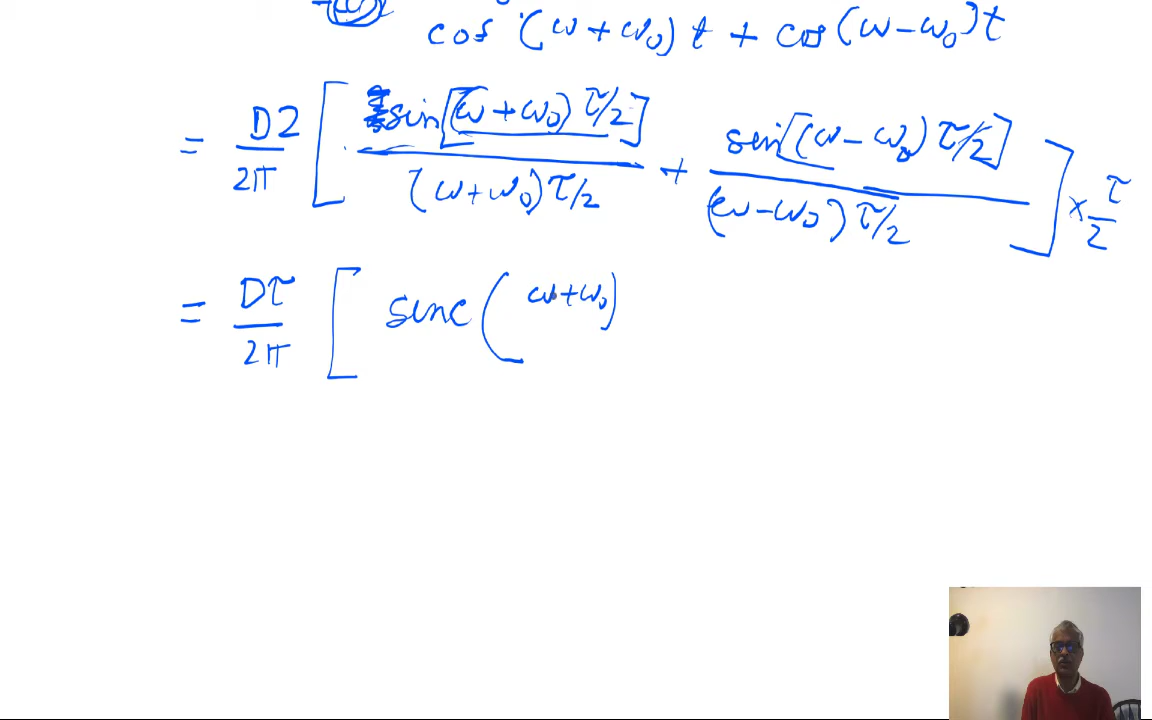 cos (ω + ω₀) t + cos (ω − ω₀) t
= D2/2π [ sin[(ω + ω₀) τ/2] / (ω + ω₀) τ/2 + sin[(ω − ω₀) τ/2] / (ω − ω₀) τ/2 ] × τ/2
= Dτ/2π [ sinc ( ω + ω₀ )